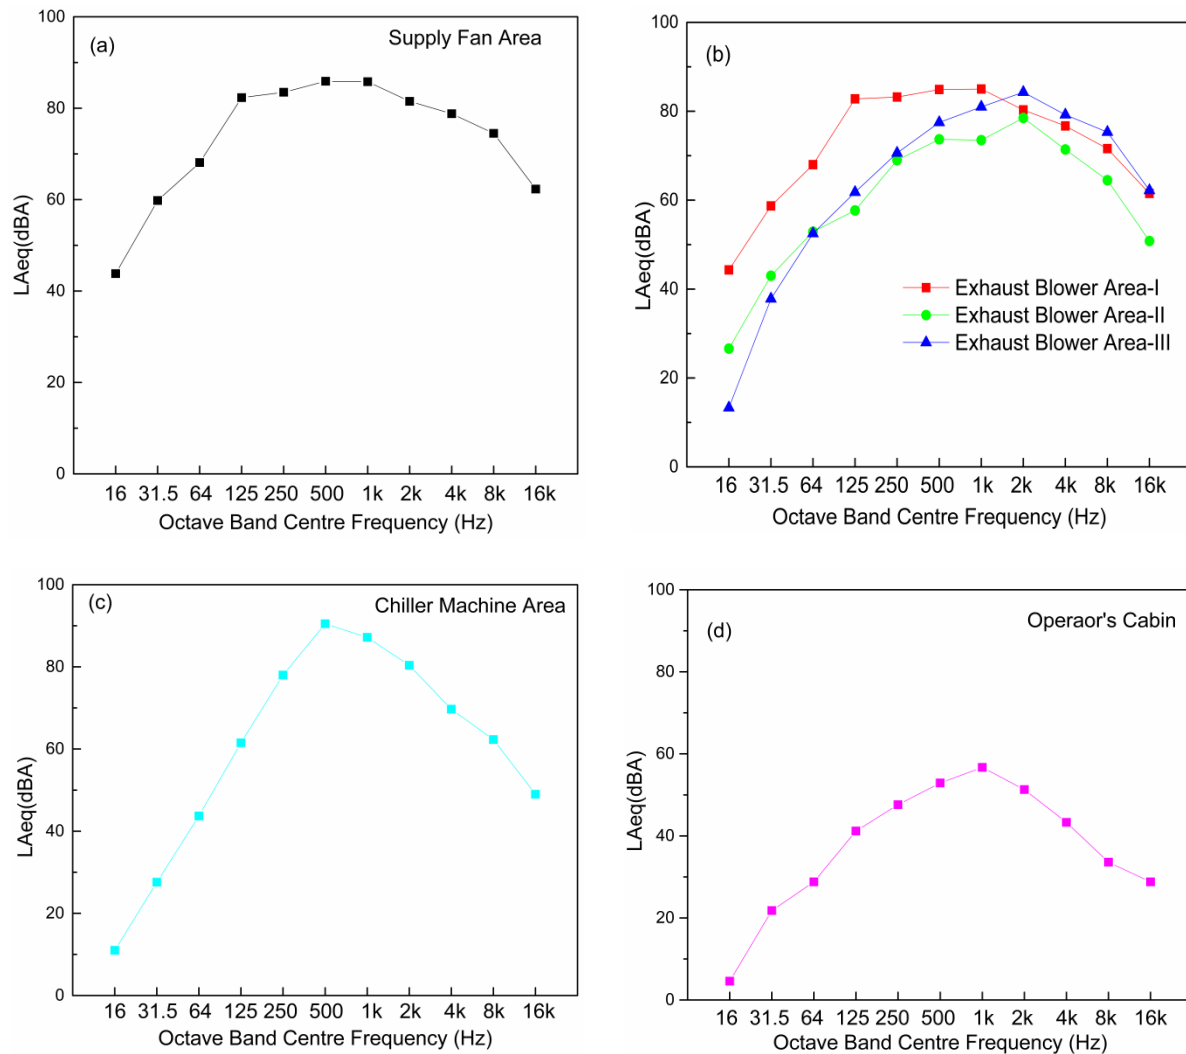 (a)
Supply Fan Area
100
80
60
40
20
0
LAeq(dBA)
16 31.5 64 125 250 500 1k 2k 4k 8k 16k
Octave Band Centre Frequency (Hz)
(b)
100
80
60
40
20
0
LAeq(dBA)
Exhaust Blower Area-I
Exhaust Blower Area-II
Exhaust Blower Area-III
16 31.5 64 125 250 500 1k 2k 4k 8k 16k
Octave Band Centre Frequency (Hz)
(c)
Chiller Machine Area
100
80
60
40
20
0
LAeq(dBA)
16 31.5 64 125 250 500 1k 2k 4k 8k 16k
Octave Band Centre Frequency (Hz)
(d)
Operaor's Cabin
100
80
60
40
20
0
LAeq(dBA)
16 31.5 64 125 250 500 1k 2k 4k 8k 16k
Octave Band Centre Frequency (Hz)